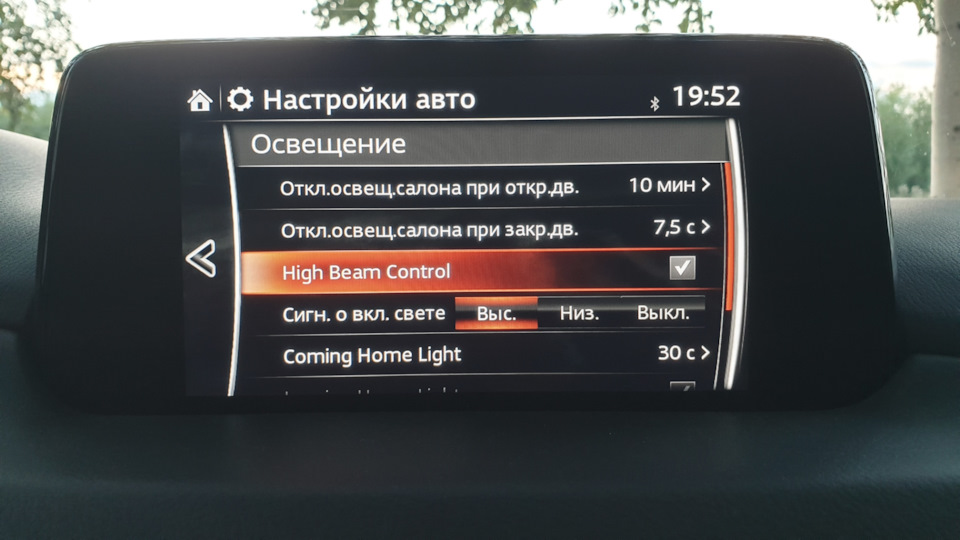 Настройки авто 19:52
Освещение
Откл.освещ.салона при откр.дв. 10 мин
Откл.освещ.салона при закр.дв. 7,5 с
High Beam Control
Сигн. о вкл. свете Выс. Низ. Выкл.
Coming Home Light 30 с